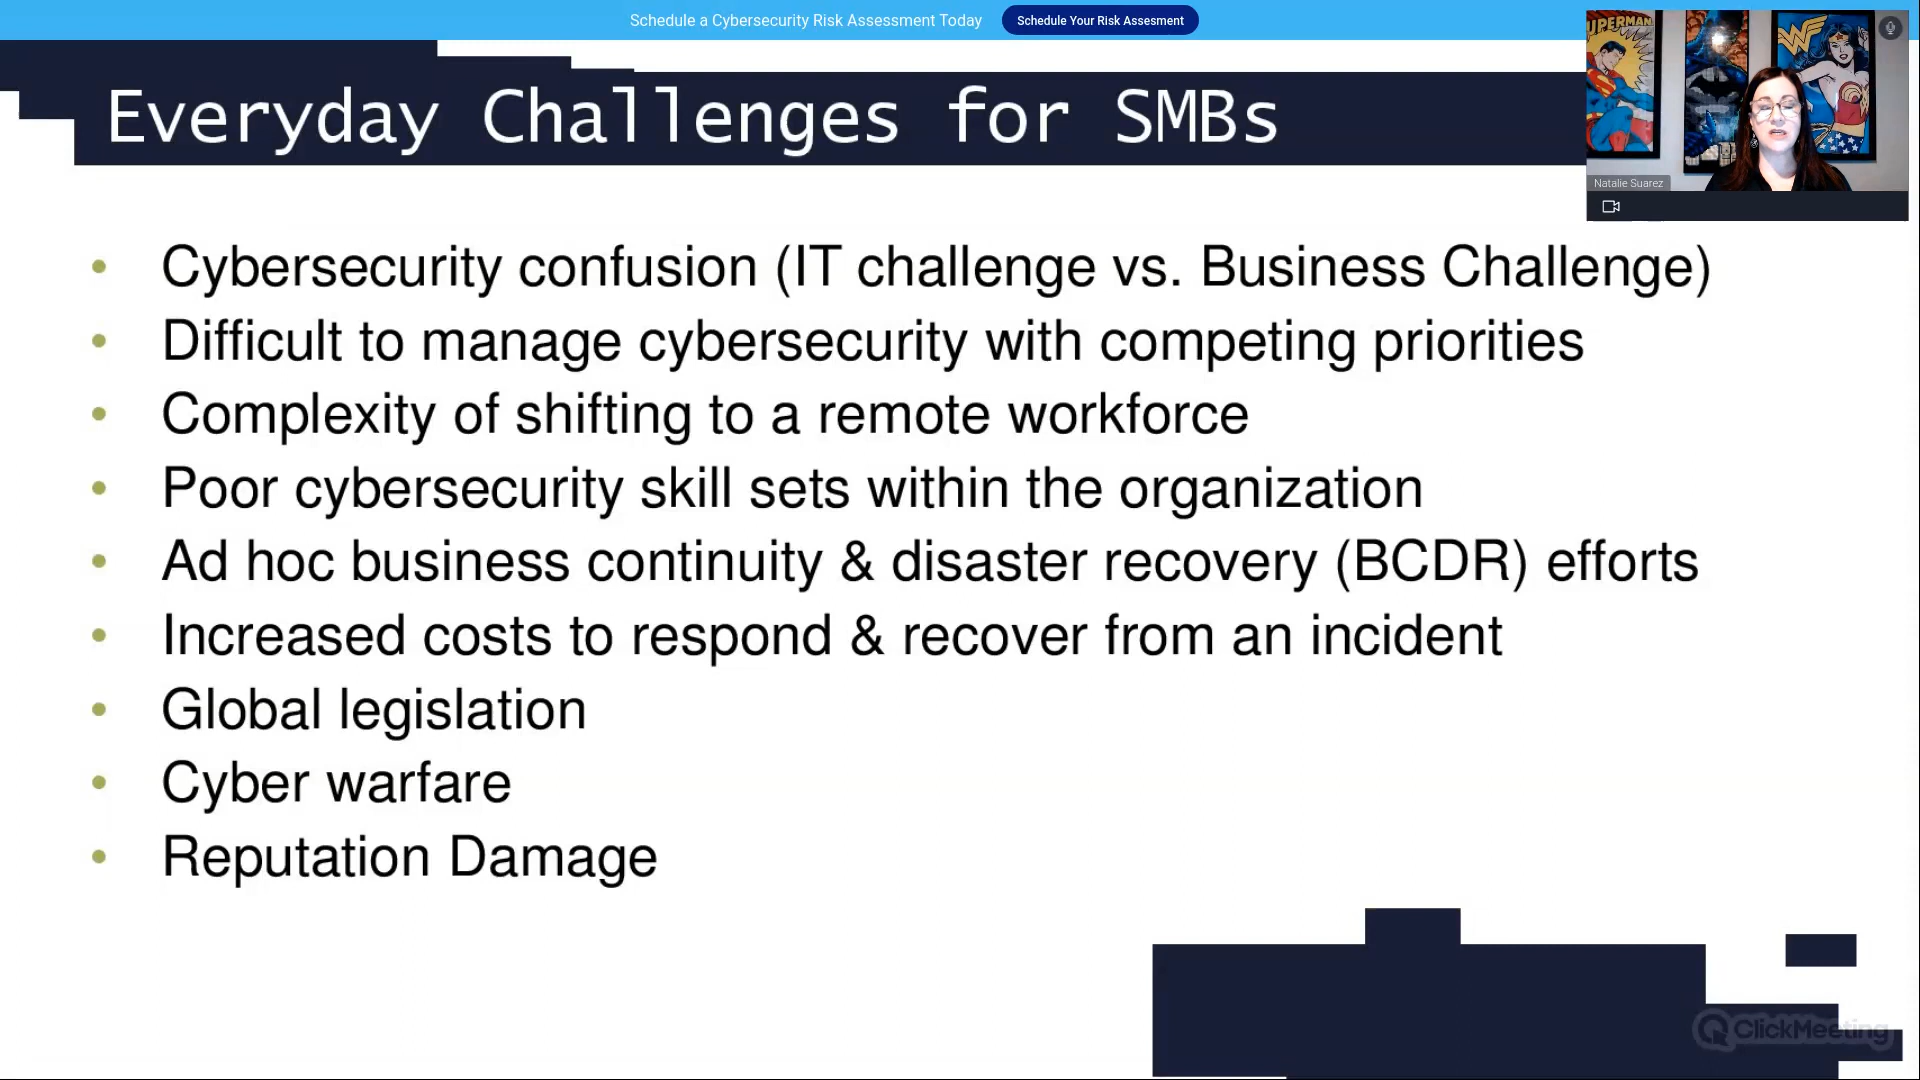 Schedule a Cybersecurity Risk Assessment Today
Schedule Your Risk Assesment
SUPERMAN
Natalie Suarez
Everyday Challenges for SMBs
• Cybersecurity confusion (IT challenge vs. Business Challenge)
• Difficult to manage cybersecurity with competing priorities
• Complexity of shifting to a remote workforce
• Poor cybersecurity skill sets within the organization
• Ad hoc business continuity & disaster recovery (BCDR) efforts
• Increased costs to respond & recover from an incident
• Global legislation
• Cyber warfare
• Reputation Damage
ClickMeeting